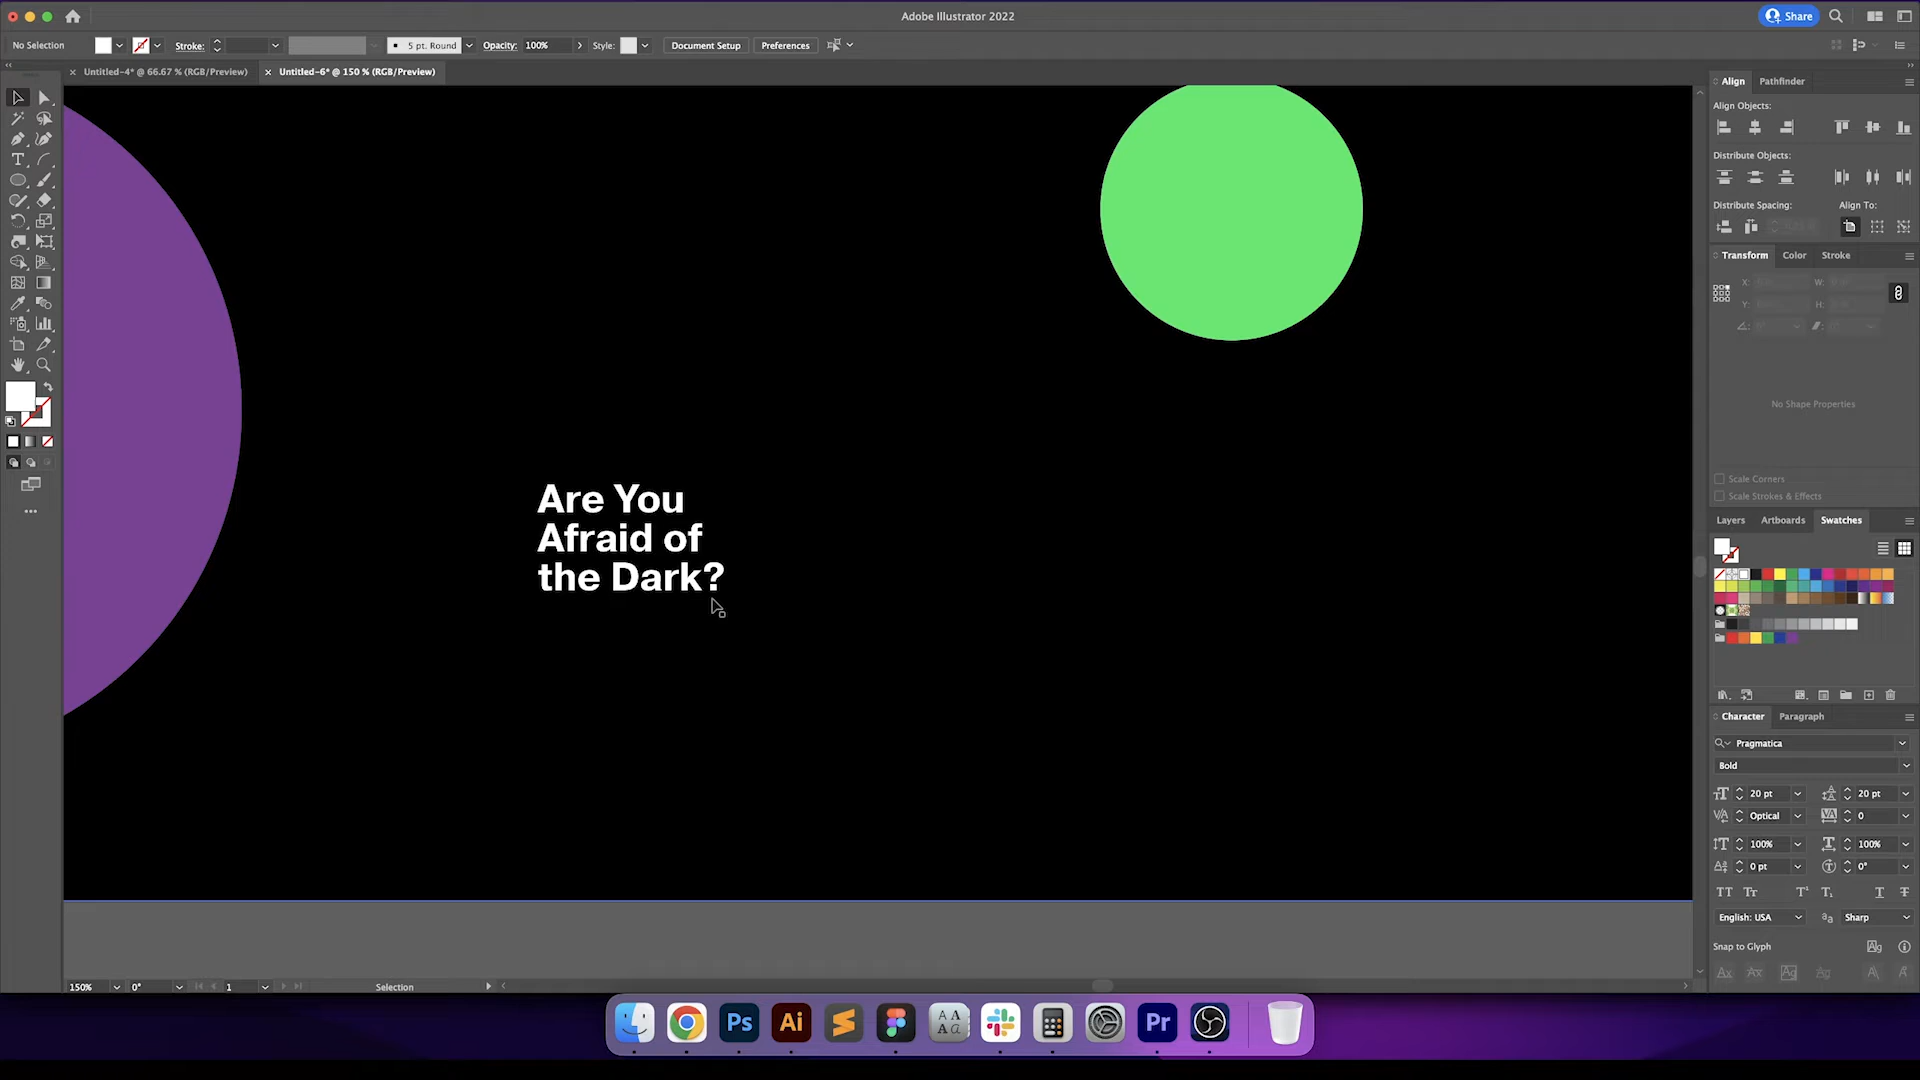 Adobe Illustrator 2022
Share
No Selection
Stroke:
5 pt. Round
Opacity:
100%
Style:
Document Setup
Preferences
Untitled-4* @ 66.67 % (RGB/Preview)
Untitled-6* @ 150 % (RGB/Preview)
Align
Pathfinder
Align Objects:
Distribute Objects:
Distribute Spacing:
Align To:
Transform
Color
Stroke
X:
W:
Y:
H:
No Shape Properties
Scale Corners
Scale Strokes & Effects
Are You
Afraid of
the Dark?
Layers
Artboards
Swatches
Character
Paragraph
Pragmatica
Bold
20 pt
20 pt
Optical
0
100%
100%
0 pt
0°
English: USA
Sharp
Snap to Glyph
150%
0°
1
Selection
Ps
Ai
Pr